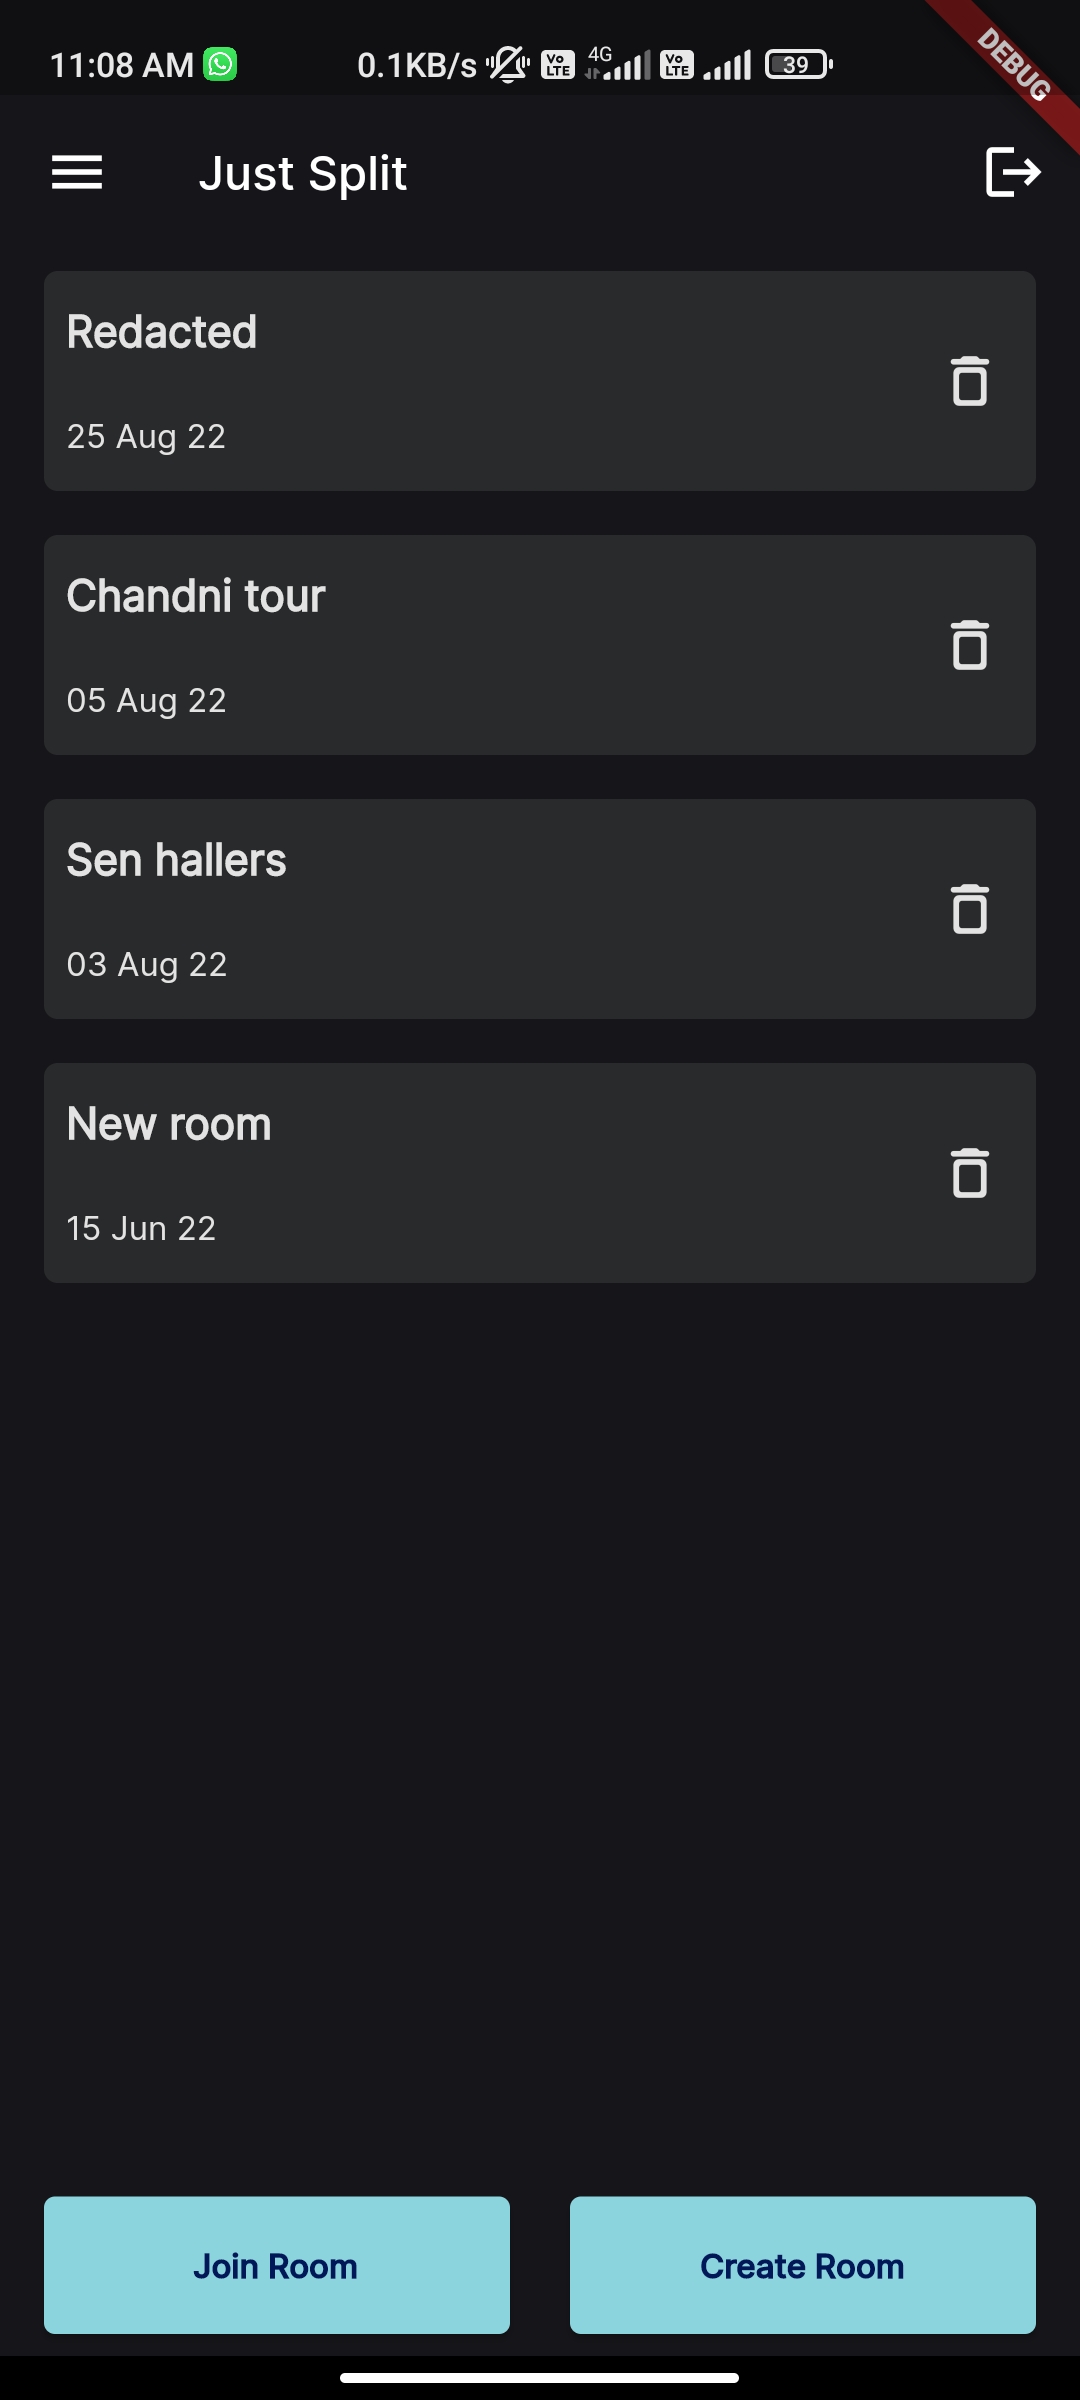 11:08 AM 0.1KB/s Vo LTE 4G Vo LTE 39
DEBUG
Just Split
Redacted
25 Aug 22
Chandni tour
05 Aug 22
Sen hallers
03 Aug 22
New room
15 Jun 22
Join Room Create Room